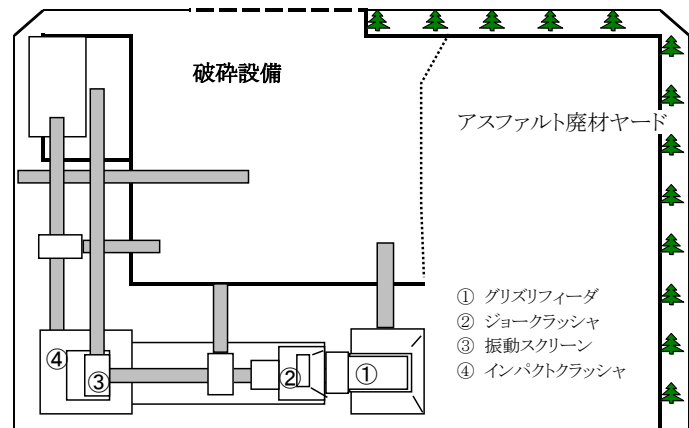 破砕設備
アスファルト廃材ヤード
① グリズリフィーダ
② ジョークラッシャ
③ 振動スクリーン
④ インパクトクラッシャ
④
③
②
①